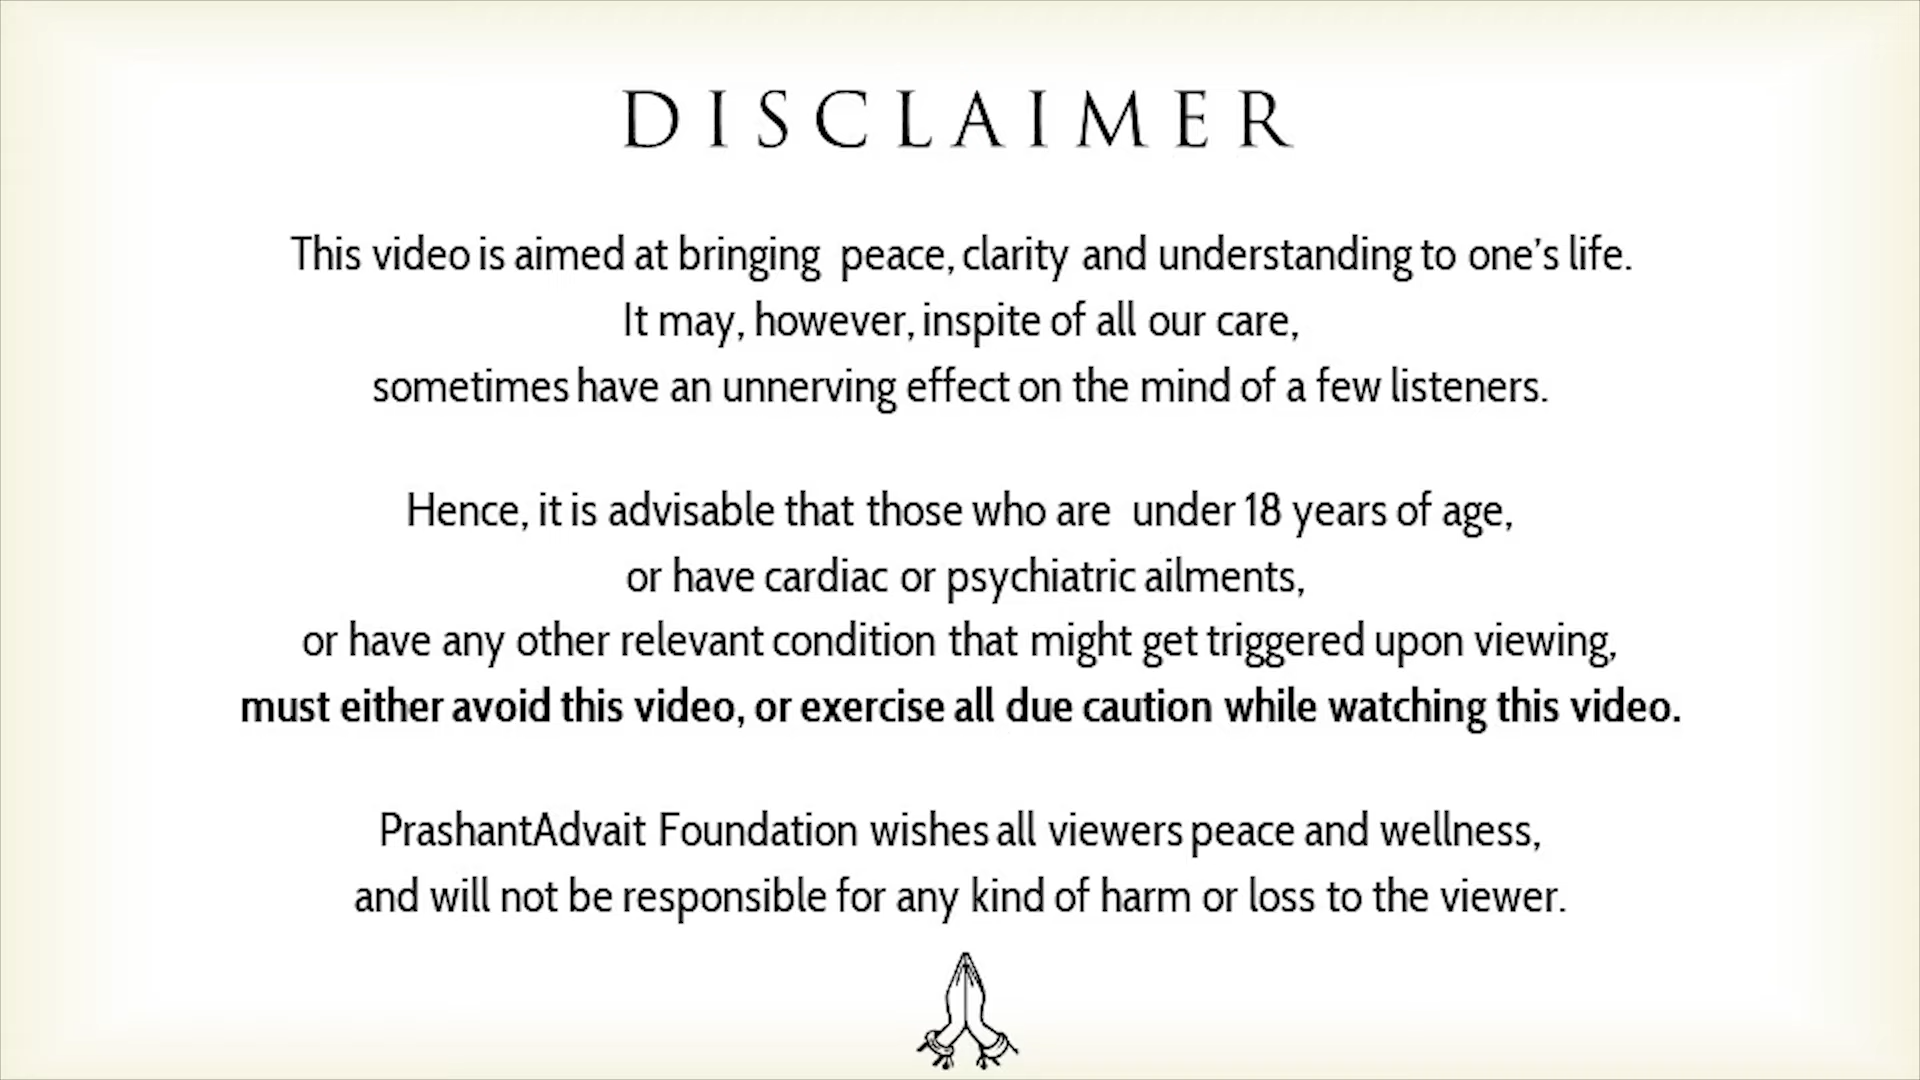 DISCLAIMER
This video is aimed at bringing peace, clarity and understanding to one's life.
It may, however, inspite of all our care,
sometimes have an unnerving effect on the mind of a few listeners.
Hence, it is advisable that those who are under 18 years of age,
or have cardiac or psychiatric ailments,
or have any other relevant condition that might get triggered upon viewing,
must either avoid this video, or exercise all due caution while watching this video.
PrashantAdvait Foundation wishes all viewers peace and wellness,
and will not be responsible for any kind of harm or loss to the viewer.